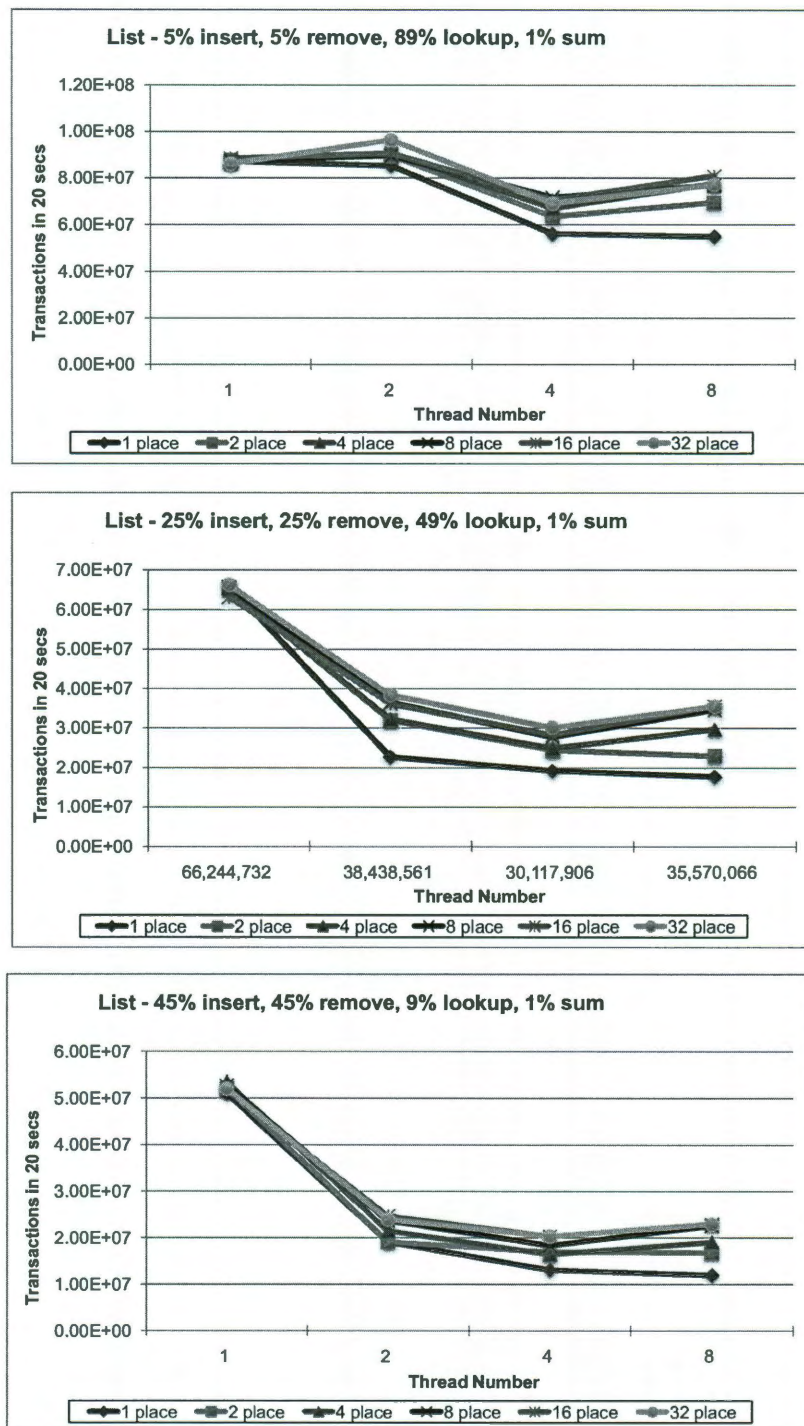 List - 5% insert, 5% remove, 89% lookup, 1% sum
1.20E+08
1.00E+08
8.00E+07
6.00E+07
4.00E+07
2.00E+07
0.00E+00
Transactions in 20 secs
1 2 4 8
Thread Number
1 place 2 place 4 place 8 place 16 place 32 place
List - 25% insert, 25% remove, 49% lookup, 1% sum
7.00E+07
6.00E+07
5.00E+07
4.00E+07
3.00E+07
2.00E+07
1.00E+07
0.00E+00
Transactions in 20 secs
66,244,732 38,438,561 30,117,906 35,570,066
Thread Number
1 place 2 place 4 place 8 place 16 place 32 place
List - 45% insert, 45% remove, 9% lookup, 1% sum
6.00E+07
5.00E+07
4.00E+07
3.00E+07
2.00E+07
1.00E+07
0.00E+00
Transactions in 20 secs
1 2 4 8
Thread Number
1 place 2 place 4 place 8 place 16 place 32 place